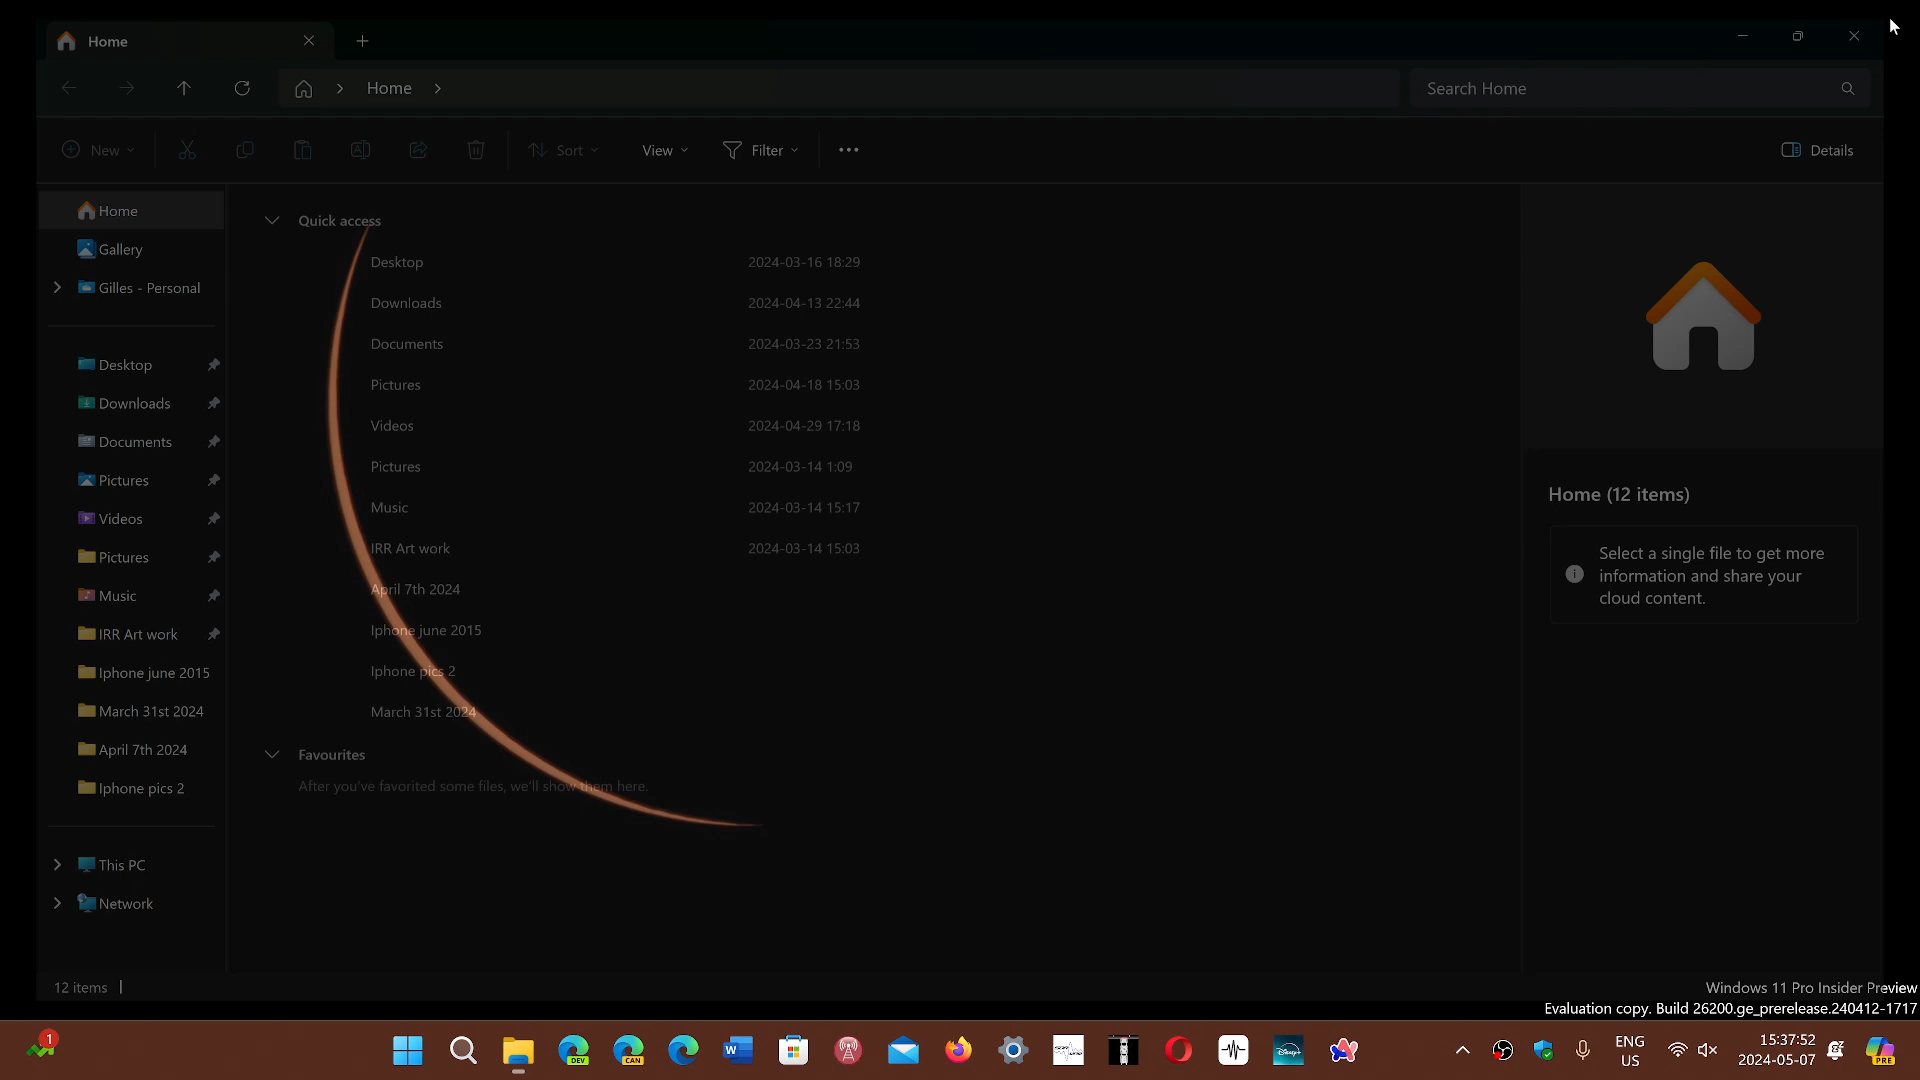 Home
Home
Search Home
New
Sort
View
Filter
Details
Home
Gallery
Gilles - Personal
Desktop
Downloads
Documents
Pictures
Videos
Pictures
Music
IRR Art work
Iphone june 2015
March 31st 2024
April 7th 2024
Iphone pics 2
This PC
Network
Quick access
Desktop 2024-03-16 18:29
Downloads 2024-04-13 22:44
Documents 2024-03-23 21:53
Pictures 2024-04-18 15:03
Videos 2024-04-29 17:18
Pictures 2024-03-14 1:09
Music 2024-03-14 15:17
IRR Art work 2024-03-14 15:03
April 7th 2024
Iphone june 2015
Iphone pics 2
March 31st 2024
Favourites
After you've favorited some files, we'll show them here.
Home (12 items)
Select a single file to get more
information and share your
cloud content.
12 items
Windows 11 Pro Insider Preview
Evaluation copy. Build 26200.ge_prerelease.240412-1717
1
DEV
CAN
W
Disney+
ENG
US
15:37:52
2024-05-07
PRE